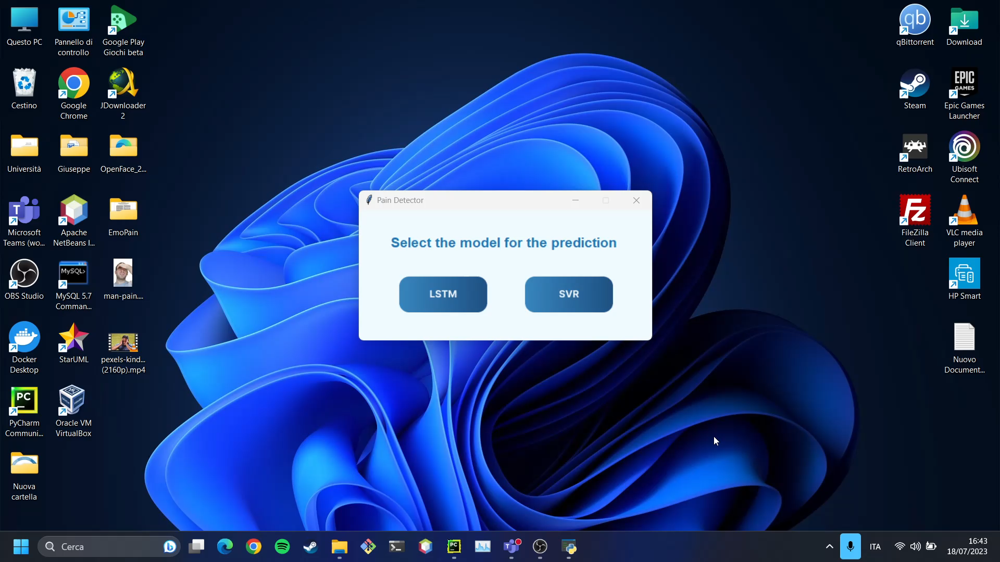 Questo PC
Pannello di
controllo
Google Play
Giochi beta
qBittorrent
Download
Cestino
Google
Chrome
JDownloader
2
Steam
Epic Games
Launcher
EPIC
GAMES
Università
Giuseppe
OpenFace_2...
RetroArch
Ubisoft
Connect
Pain Detector
Select the model for the prediction
LSTM
SVR
Microsoft
Teams (wo...
Apache
NetBeans I...
EmoPain
FileZilla
Client
VLC media
player
OBS Studio
MySQL>
MySQL 5.7
Comman...
man-pain....
HP Smart
Docker
Desktop
StarUML
pexels-kind...
(2160p).mp4
Nuovo
Document...
PC
PyCharm
Communi...
Oracle VM
VirtualBox
Nuova
cartella
Cerca
ITA
16:43
18/07/2023